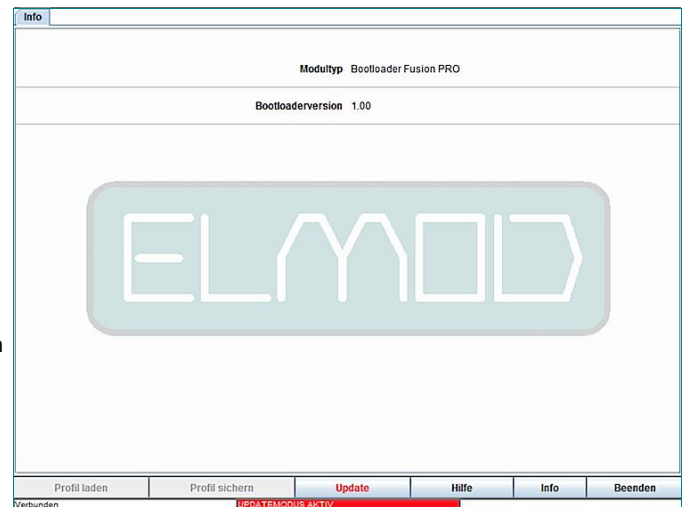 Info
Modultyp Bootloader Fusion PRO
Bootloaderversion 1.00
ELMOD
n
Profil laden Profil sichern Update Hilfe Info Beenden
Verbunden UPDATEMODUS AKTIV